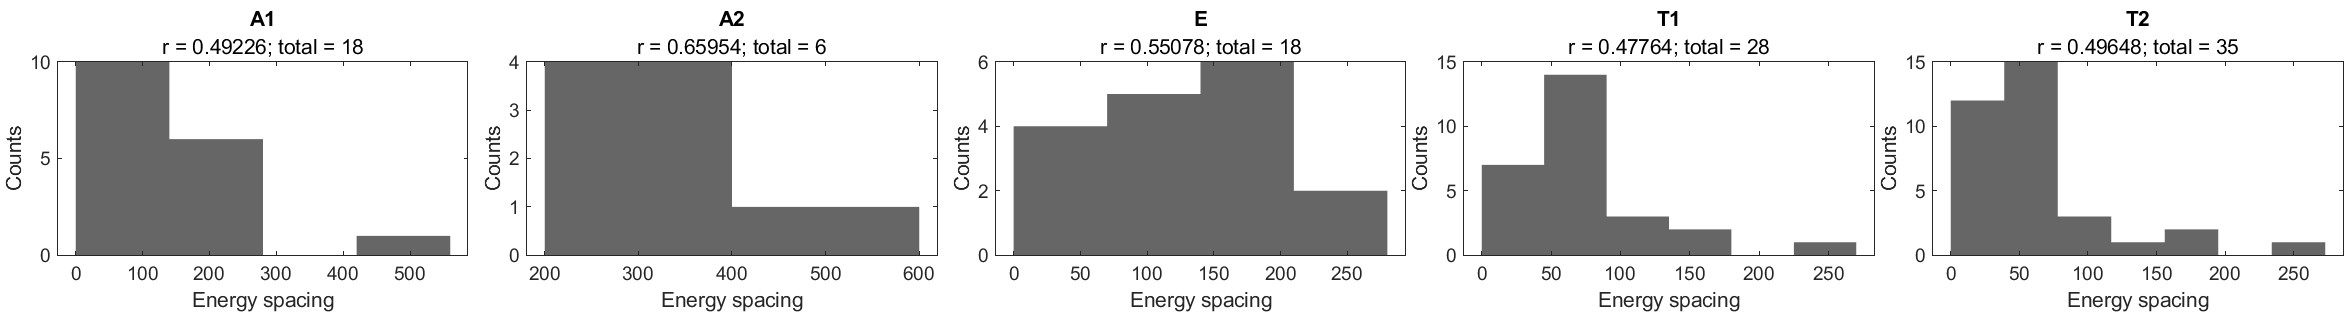 A1
r = 0.49226; total = 18
10
5
0
Counts
0 100 200 300 400 500
Energy spacing
A2
r = 0.65954; total = 6
4
3
2
1
0
Counts
200 300 400 500 600
Energy spacing
E
r = 0.55078; total = 18
6
4
2
0
Counts
0 50 100 150 200 250
Energy spacing
T1
r = 0.47764; total = 28
15
10
5
0
Counts
0 50 100 150 200 250
Energy spacing
T2
r = 0.49648; total = 35
15
10
5
0
Counts
0 50 100 150 200 250
Energy spacing